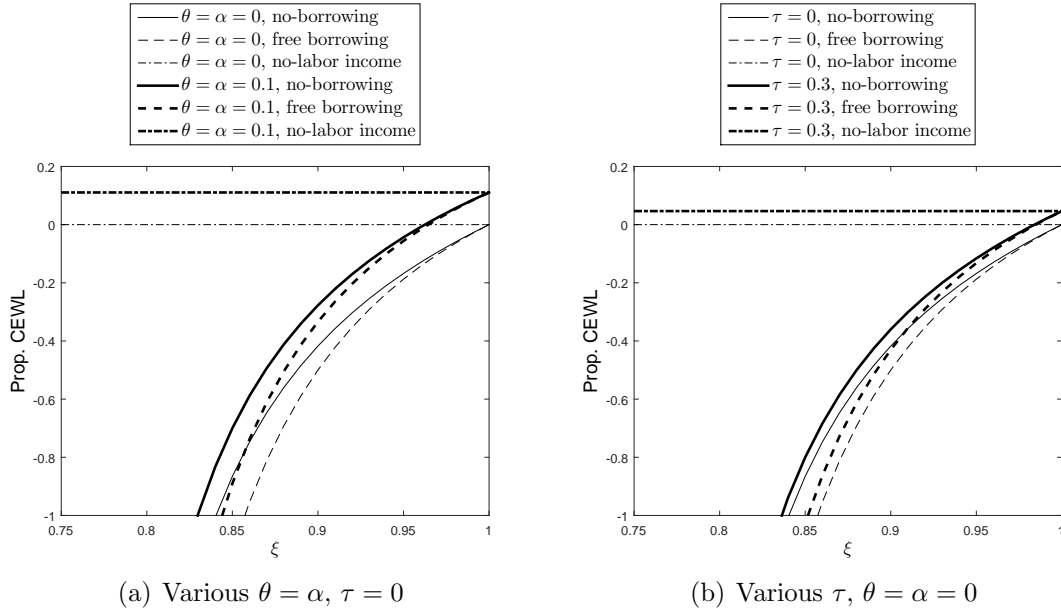 θ = α = 0, no-borrowing
θ = α = 0, free borrowing
θ = α = 0, no-labor income
θ = α = 0.1, no-borrowing
θ = α = 0.1, free borrowing
θ = α = 0.1, no-labor income
0.2
0
-0.2
-0.4
-0.6
-0.8
-1
Prop. CEWL
0.75 0.8 0.85 0.9 0.95 1
ξ
(a) Various θ = α, τ = 0
τ = 0, no-borrowing
τ = 0, free borrowing
τ = 0, no-labor income
τ = 0.3, no-borrowing
τ = 0.3, free borrowing
τ = 0.3, no-labor income
0.2
0
-0.2
-0.4
-0.6
-0.8
-1
Prop. CEWL
0.75 0.8 0.85 0.9 0.95 1
ξ
(b) Various τ, θ = α = 0